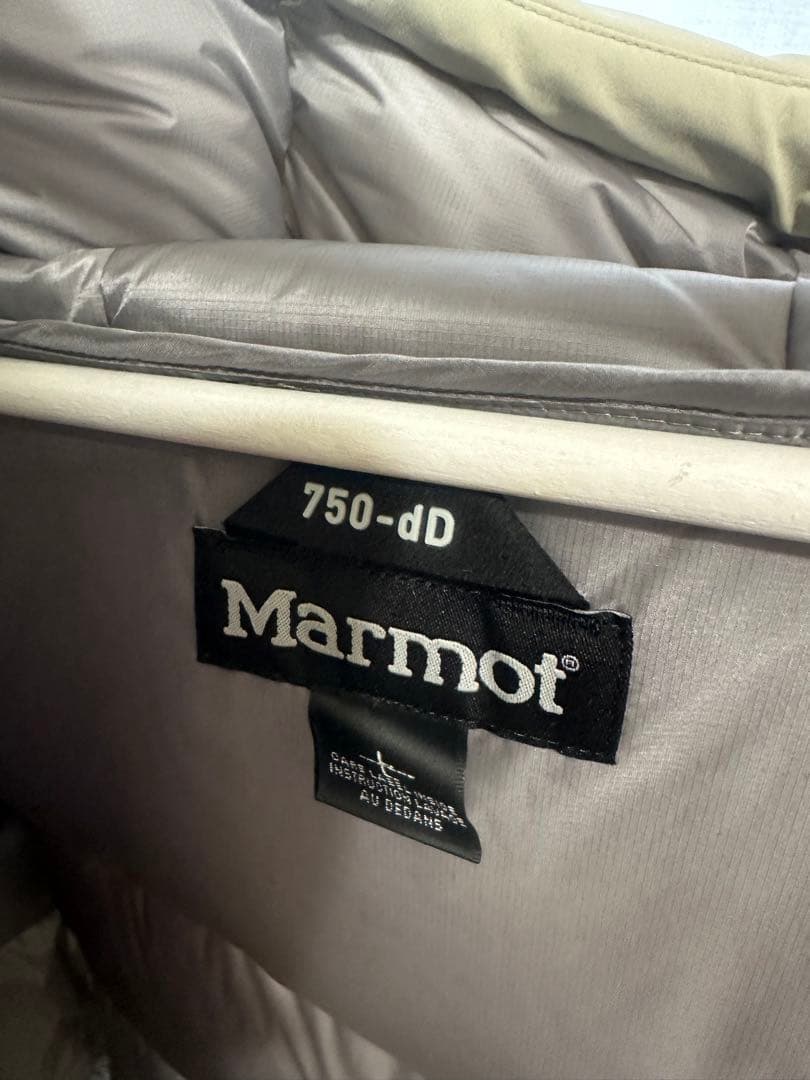 750-dD
Marmot®
CARE LABEL INSIDE
INSTRUCTION LAVAGE
AU DEDANS